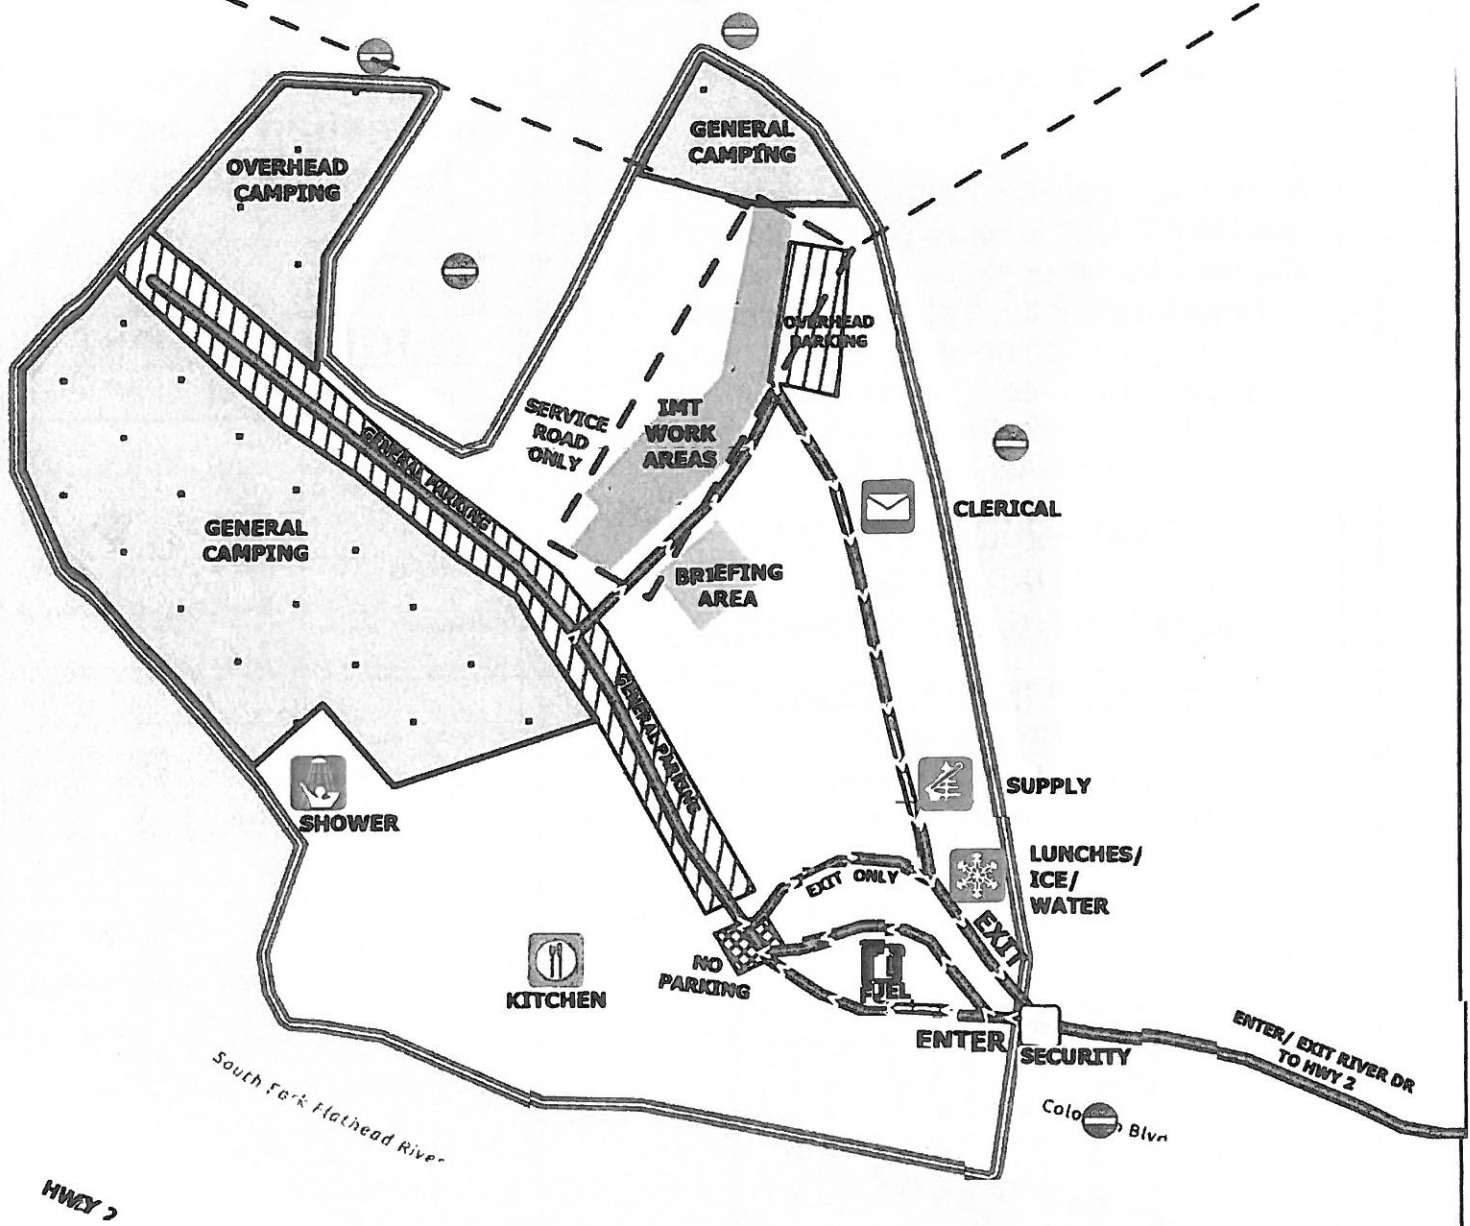 GENERAL
CAMPING
OVERHEAD
CAMPING
OVERHEAD
PARKING
SERVICE
ROAD
ONLY
IMT
WORK
AREAS
GENERAL PARKING
CLERICAL
GENERAL
CAMPING
BRIEFING
AREA
GENERAL PARKING
SUPPLY
SHOWER
LUNCHES/
ICE/
WATER
EXIT ONLY
EXIT
NO
PARKING
KITCHEN
FUEL
ENTER
SECURITY
ENTER/ EXIT RIVER DR
TO HWY 2
South Fork Flathead River
Blvd
HWY 2